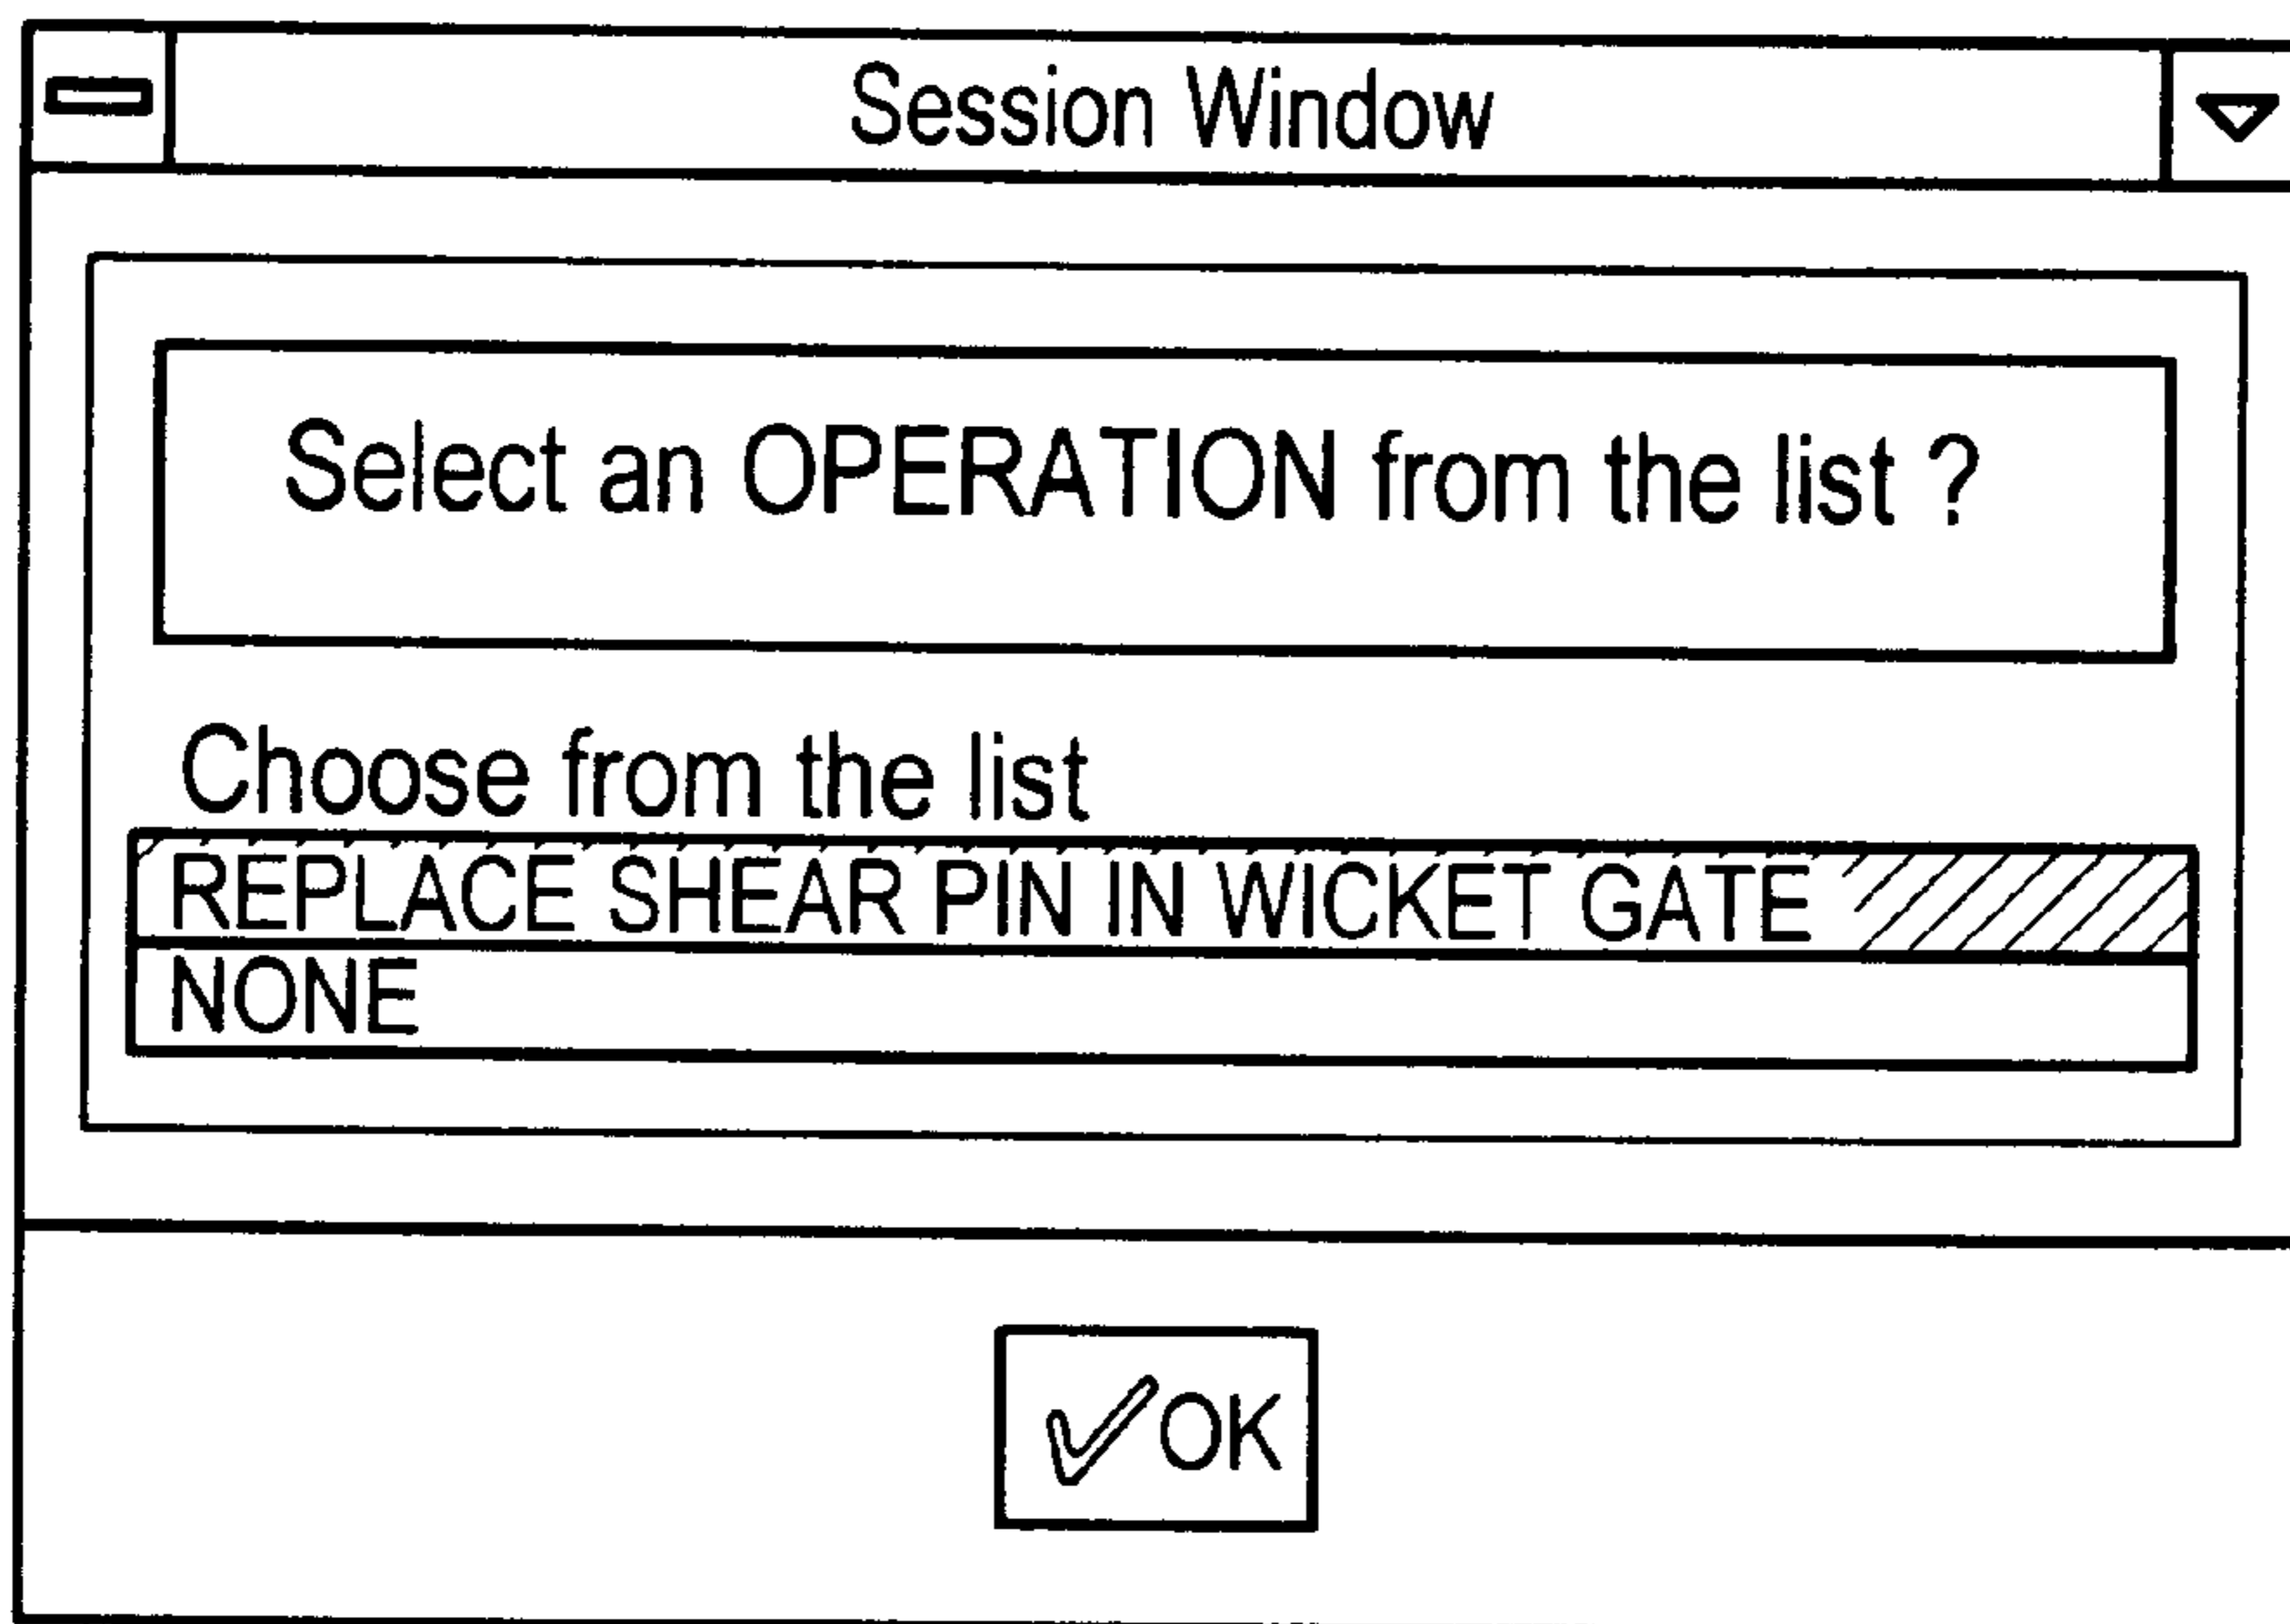 Session Window
Select an OPERATION from the list ?
Choose from the list
REPLACE SHEAR PIN IN WICKET GATE
NONE
OK